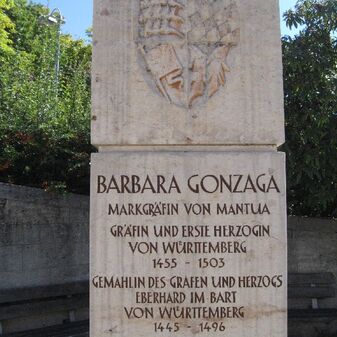 BARBARA GONZAGA
MARKGRÄFIN VON MANTUA
GRÄFIN UND ERSTE HERZOGIN
VON WÜRTTEMBERG
1455 - 1503
GEMAHLIN DES GRAFEN UND HERZOGS
EBERHARD IM BART
VON WÜRTTEMBERG
1445 - 1496